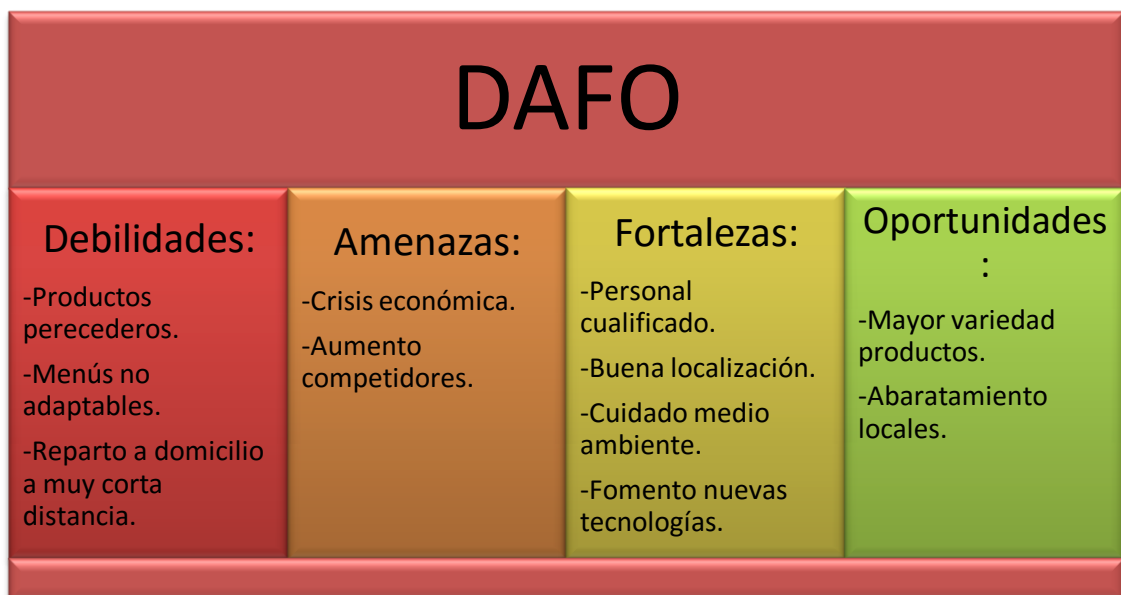 DAFO
Debilidades:
-Productos
perecederos.
-Menús no
adaptables.
-Reparto a domicilio
a muy corta
distancia.
Amenazas:
-Crisis económica.
-Aumento
competidores.
Fortalezas:
-Personal
cualificado.
-Buena localización.
-Cuidado medio
ambiente.
-Fomento nuevas
tecnologías.
Oportunidades
:
-Mayor variedad
productos.
-Abaratamiento
locales.